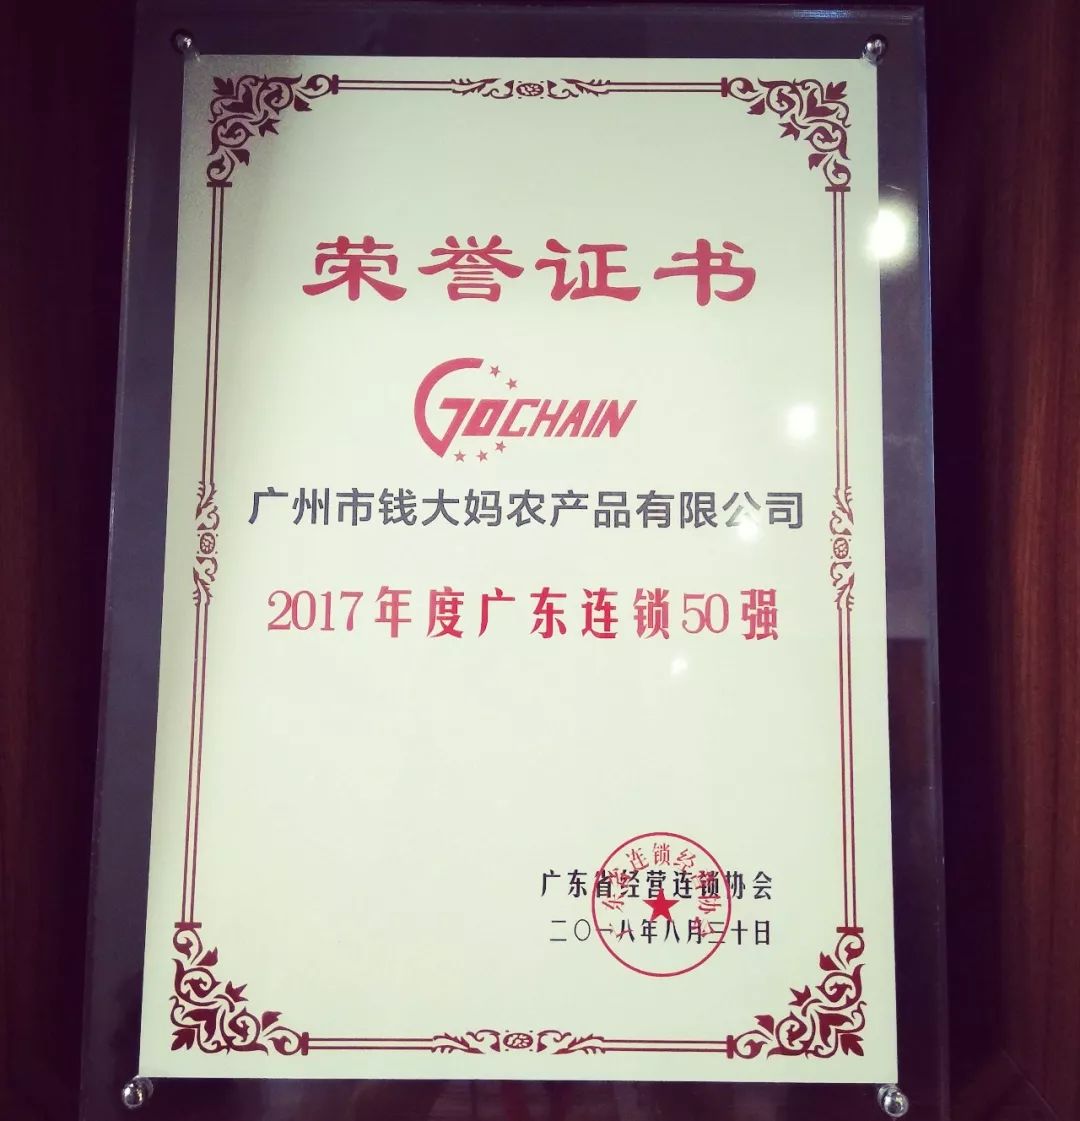 荣誉证书
GOCHAIN
广州市钱大妈农产品有限公司
2017年度广东连锁50强
广东省经营连锁协会
二〇一八年八月三十日